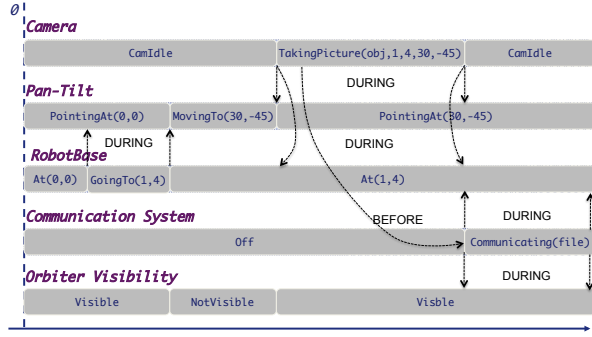 0
Camera
CamIdle TakingPicture(obj,1,4,30,-45) CamIdle
DURING
Pan-Tilt
PointingAt(0,0) MovingTo(30,-45) PointingAt(30,-45)
DURING DURING
RobotBase
At(0,0) GoingTo(1,4) At(1,4)
Communication System
BEFORE DURING
Off Communicating(file)
Orbiter Visibility
DURING
Visible NotVisible Visble